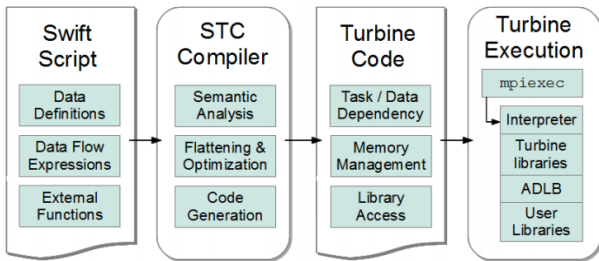 Swift
Script
Data
Definitions
Data Flow
Expressions
External
Functions
STC
Compiler
Semantic
Analysis
Flattening &
Optimization
Code
Generation
Turbine
Code
Task / Data
Dependency
Memory
Management
Library
Access
Turbine
Execution
mpiexec
Interpreter
Turbine
libraries
ADLB
User
Libraries